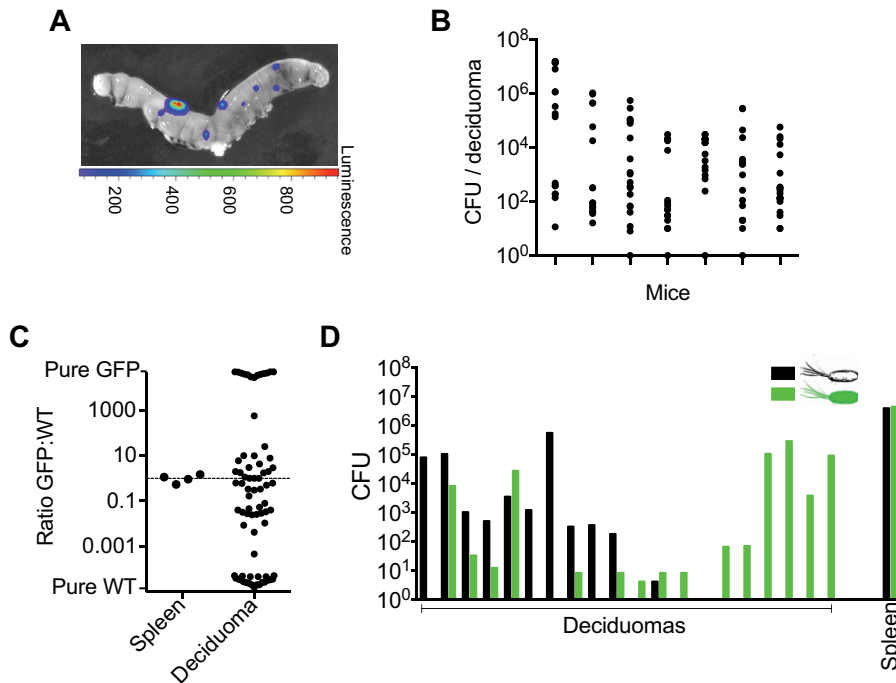 A
Luminescence
200
400
600
800
B
CFU / deciduoma
10^8
10^6
10^4
10^2
10^0
Mice
C
Ratio GFP:WT
Pure GFP
1000
10
0.1
0.001
Pure WT
Spleen
Deciduoma
D
CFU
10^8
10^7
10^6
10^5
10^4
10^3
10^2
10^1
10^0
Deciduomas
Spleen